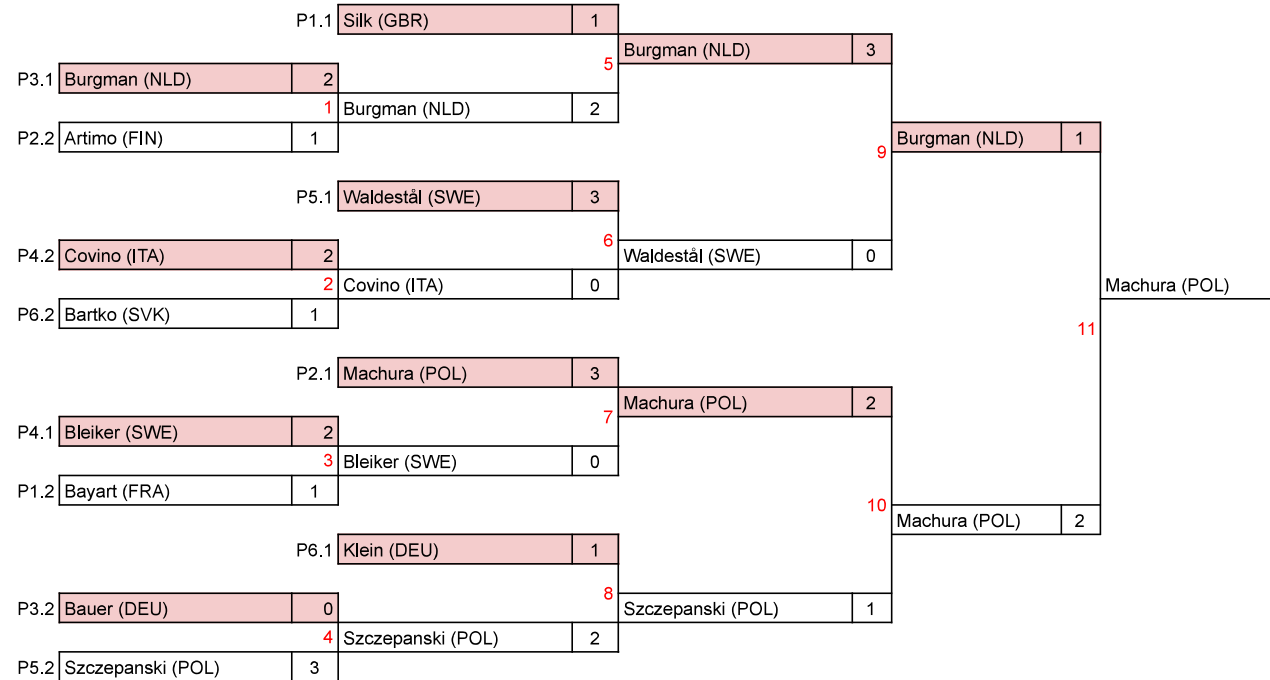 P1.1 Silk (GBR) 1
Burgman (NLD) 3
5
P3.1 Burgman (NLD) 2
1 Burgman (NLD) 2
P2.2 Artimo (FIN) 1
Burgman (NLD) 1
9
P5.1 Waldestål (SWE) 3
6
P4.2 Covino (ITA) 2
Waldestål (SWE) 0
2 Covino (ITA) 0
Machura (POL)
P6.2 Bartko (SVK) 1
11
P2.1 Machura (POL) 3
Machura (POL) 2
7
P4.1 Bleiker (SWE) 2
3 Bleiker (SWE) 0
P1.2 Bayart (FRA) 1
10
Machura (POL) 2
P6.1 Klein (DEU) 1
8
P3.2 Bauer (DEU) 0
Szczepanski (POL) 1
4 Szczepanski (POL) 2
P5.2 Szczepanski (POL) 3